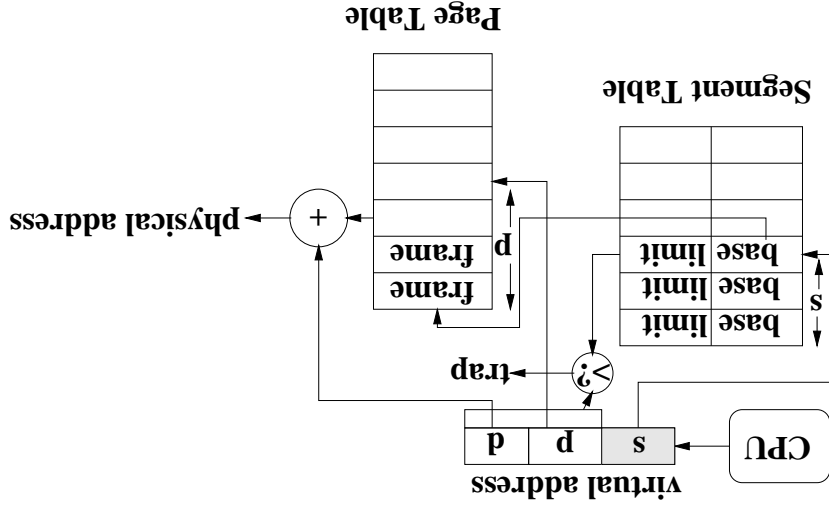 virtual address
CPU
s p d
>?
trap
base limit
base limit
base limit
s
Segment Table
frame
frame
p
Page Table
+
physical address